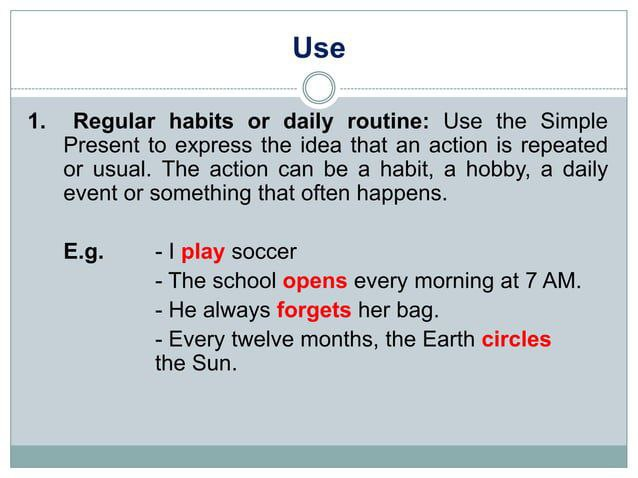 Use
1. Regular habits or daily routine: Use the Simple
Present to express the idea that an action is repeated
or usual. The action can be a habit, a hobby, a daily
event or something that often happens.
E.g. - I play soccer
- The school opens every morning at 7 AM.
- He always forgets her bag.
- Every twelve months, the Earth circles
the Sun.